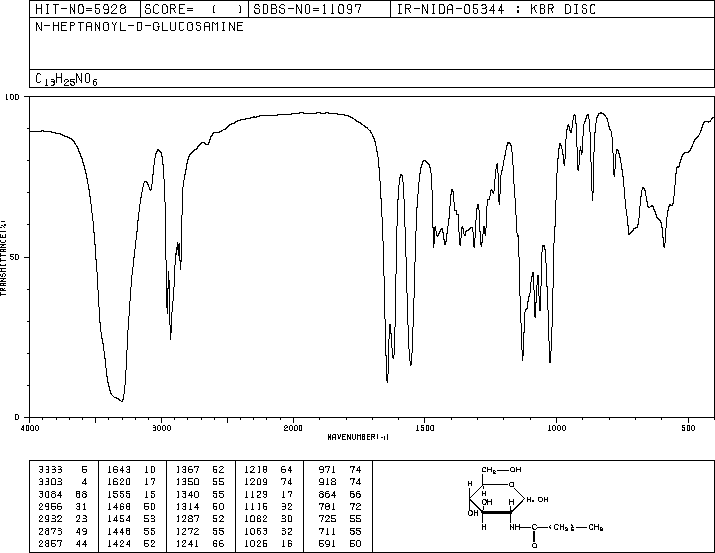 HIT-NO=5928 SCORE= ( ) SDBS-NO=11097 IR-NIDA-05344 : KBR DISC
N-HEPTANOYL-D-GLUCOSAMINE
C13H25NO6
100
50
0
TRANSMITTANCE(%)
4000 3000 2000 1500 1000 500
WAVENUMBER(-1)
3333 5 1643 10 1367 52 1218 64 971 74
3303 4 1620 17 1350 55 1209 74 918 74
3084 68 1555 15 1340 55 1129 17 864 66
2956 31 1468 50 1314 50 1116 32 781 72
2932 23 1454 53 1287 52 1082 30 725 55
2873 49 1448 55 1272 55 1063 32 711 55
2857 44 1424 52 1241 66 1026 16 591 50
CH2-OH
H O
H
OH H OH
OH
H NH-C-(CH2)5-CH3
O